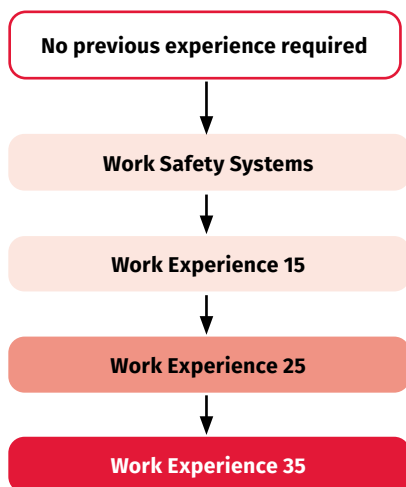 No previous experience required
Work Safety Systems
Work Experience 15
Work Experience 25
Work Experience 35